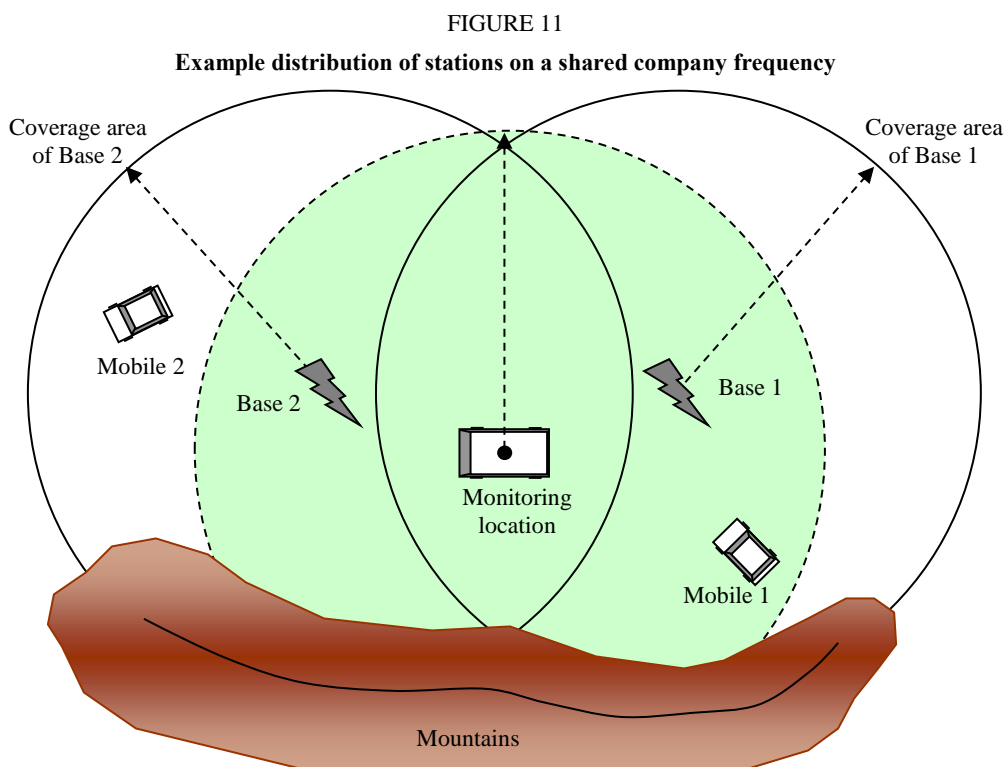 FIGURE 11
Example distribution of stations on a shared company frequency
Coverage area
of Base 2
Coverage area
of Base 1
Mobile 2
Base 2
Base 1
Monitoring
location
Mobile 1
Mountains